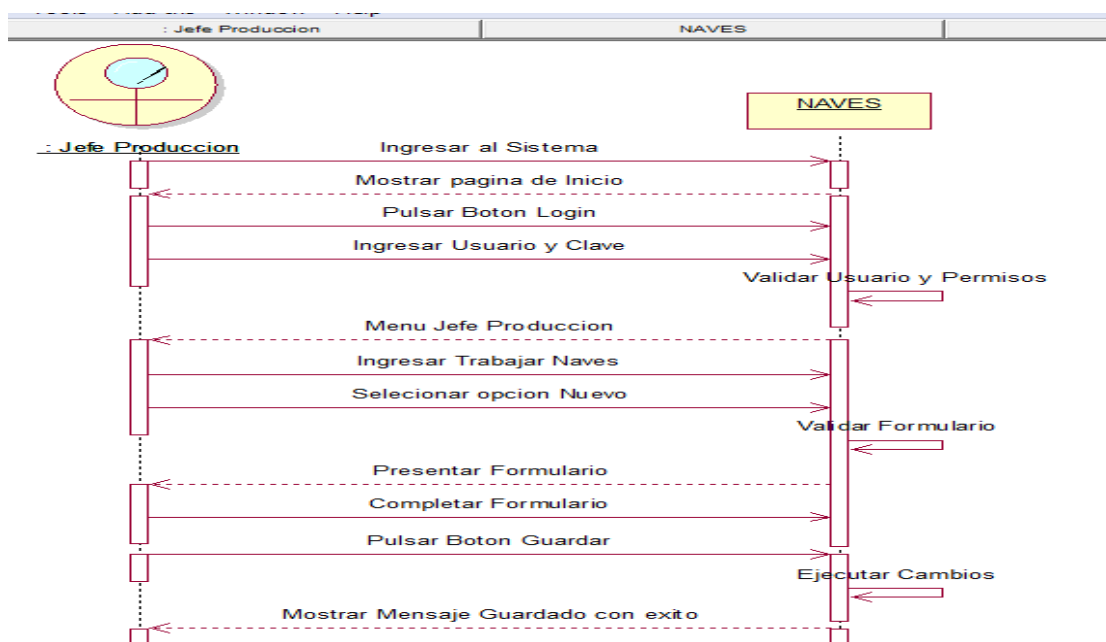 : Jefe Produccion NAVES
NAVES
: Jefe Produccion
Ingresar al Sistema
Mostrar pagina de Inicio
Pulsar Boton Login
Ingresar Usuario y Clave
Validar Usuario y Permisos
Menu Jefe Produccion
Ingresar Trabajar Naves
Selecionar opcion Nuevo
Validar Formulario
Presentar Formulario
Completar Formulario
Pulsar Boton Guardar
Ejecutar Cambios
Mostrar Mensaje Guardado con exito